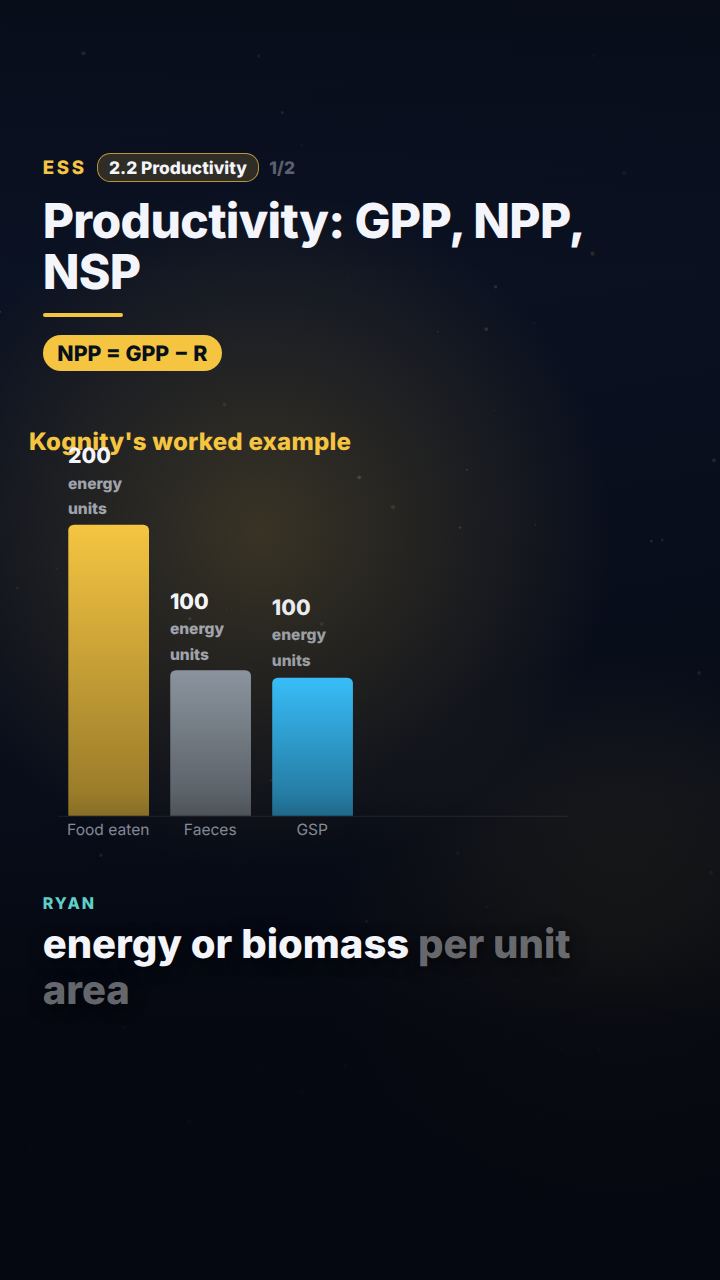 ESS 2.2 Productivity 1/2
Productivity: GPP, NPP,
NSP
NPP = GPP − R
Kognity's worked example
200
energy
units
100
energy
units
100
energy
units
Food eaten Faeces GSP
RYAN
energy or biomass per unit
area